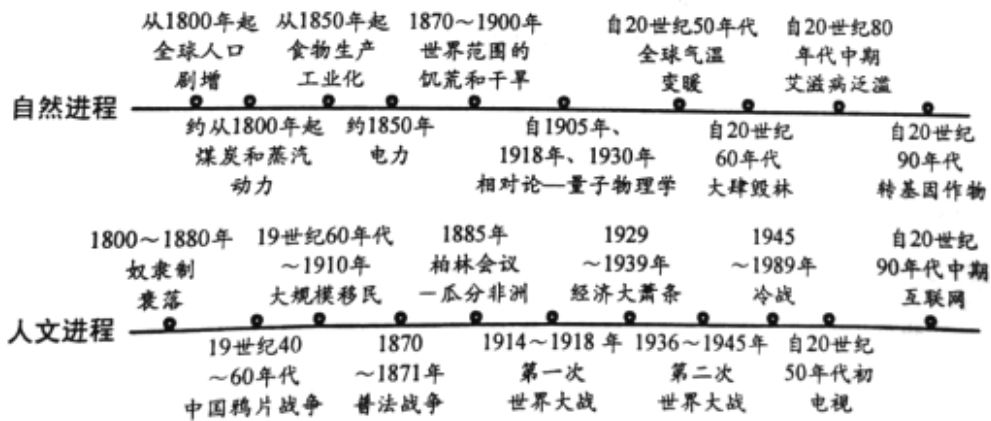 从1800年起
全球人口
剧增
从1850年起
食物生产
工业化
1870～1900年
世界范围的
饥荒和干旱
自20世纪50年代
全球气温
变暖
自20世纪80
年代中期
艾滋病泛滥
自然进程
约从1800年起
煤炭和蒸汽
动力
约1850年
电力
自1905年、
1918年、1930年
相对论—量子物理学
自20世纪
60年代
大肆毁林
自20世纪
90年代
转基因作物
1800～1880年
奴隶制
衰落
19世纪60年代
～1910年
大规模移民
1885年
柏林会议
—瓜分非洲
1929
～1939年
经济大萧条
1945
～1989年
冷战
自20世纪
90年代中期
互联网
人文进程
19世纪40
～60年代
中国鸦片战争
1870
～1871年
普法战争
1914～1918 年
第一次
世界大战
1936～1945年
第二次
世界大战
自20世纪
50年代初
电视